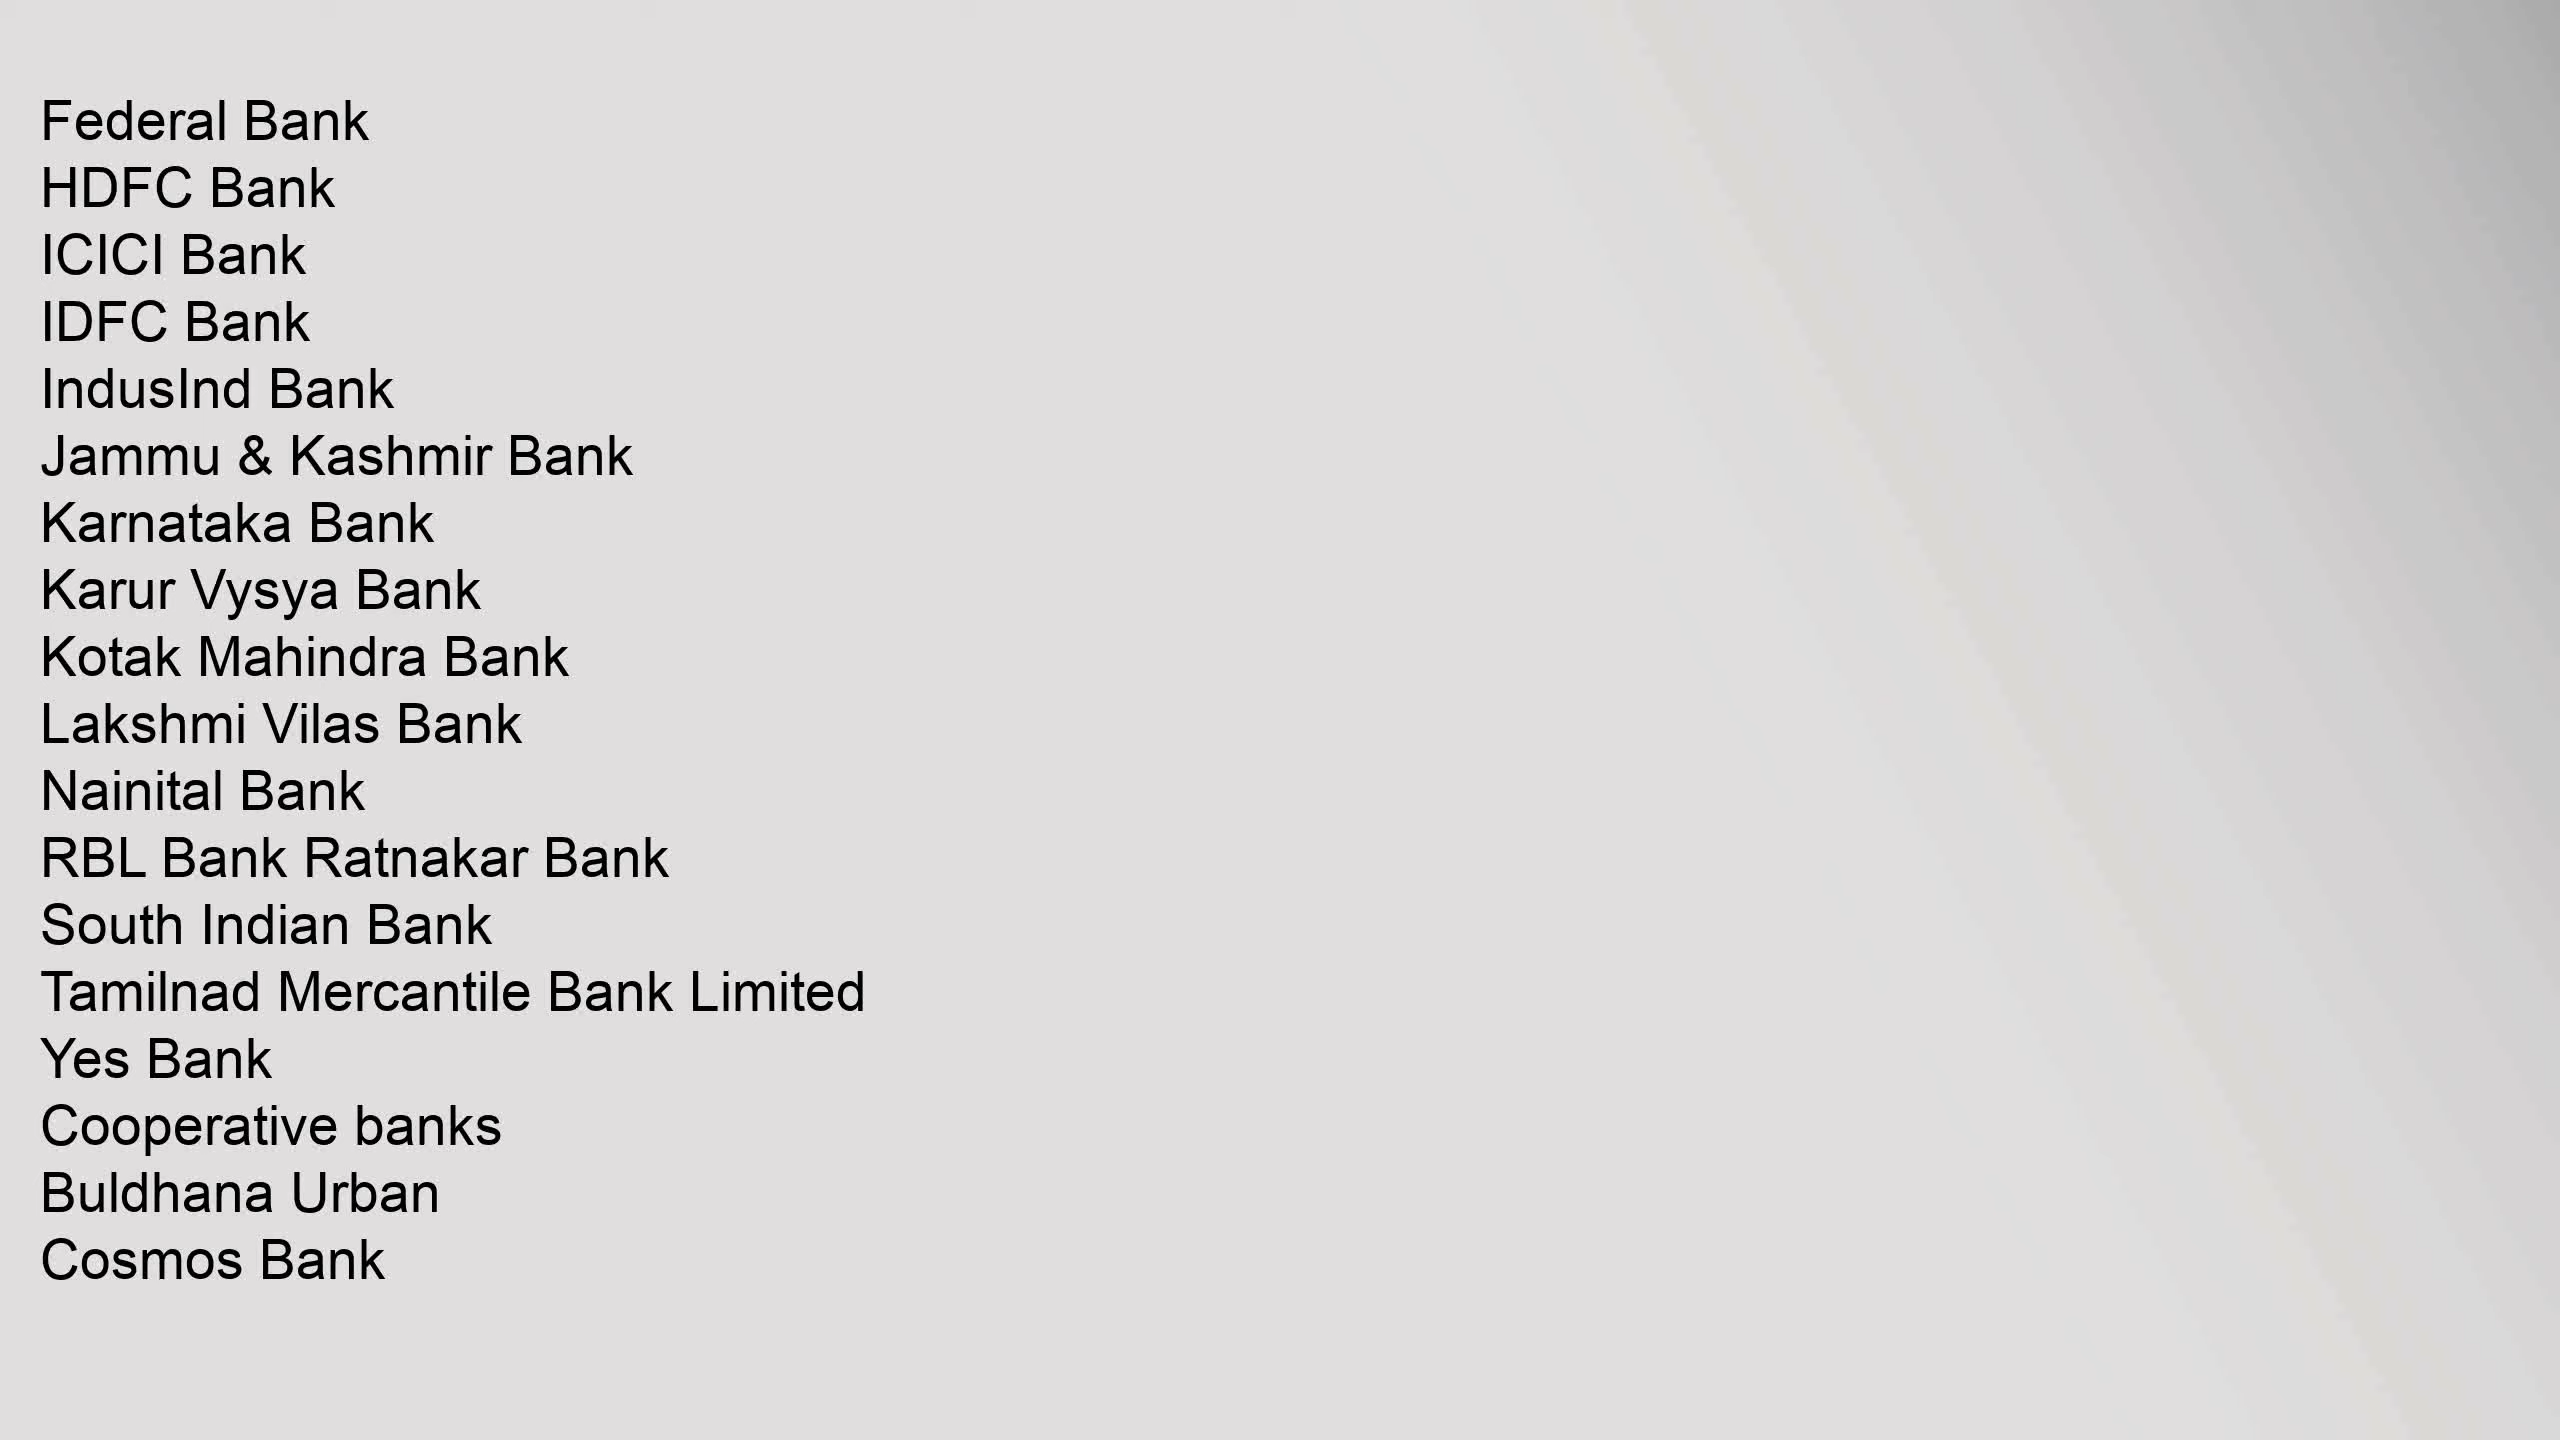 Federal Bank
HDFC Bank
ICICI Bank
IDFC Bank
IndusInd Bank
Jammu & Kashmir Bank
Karnataka Bank
Karur Vysya Bank
Kotak Mahindra Bank
Lakshmi Vilas Bank
Nainital Bank
RBL Bank Ratnakar Bank
South Indian Bank
Tamilnad Mercantile Bank Limited
Yes Bank
Cooperative banks
Buldhana Urban
Cosmos Bank